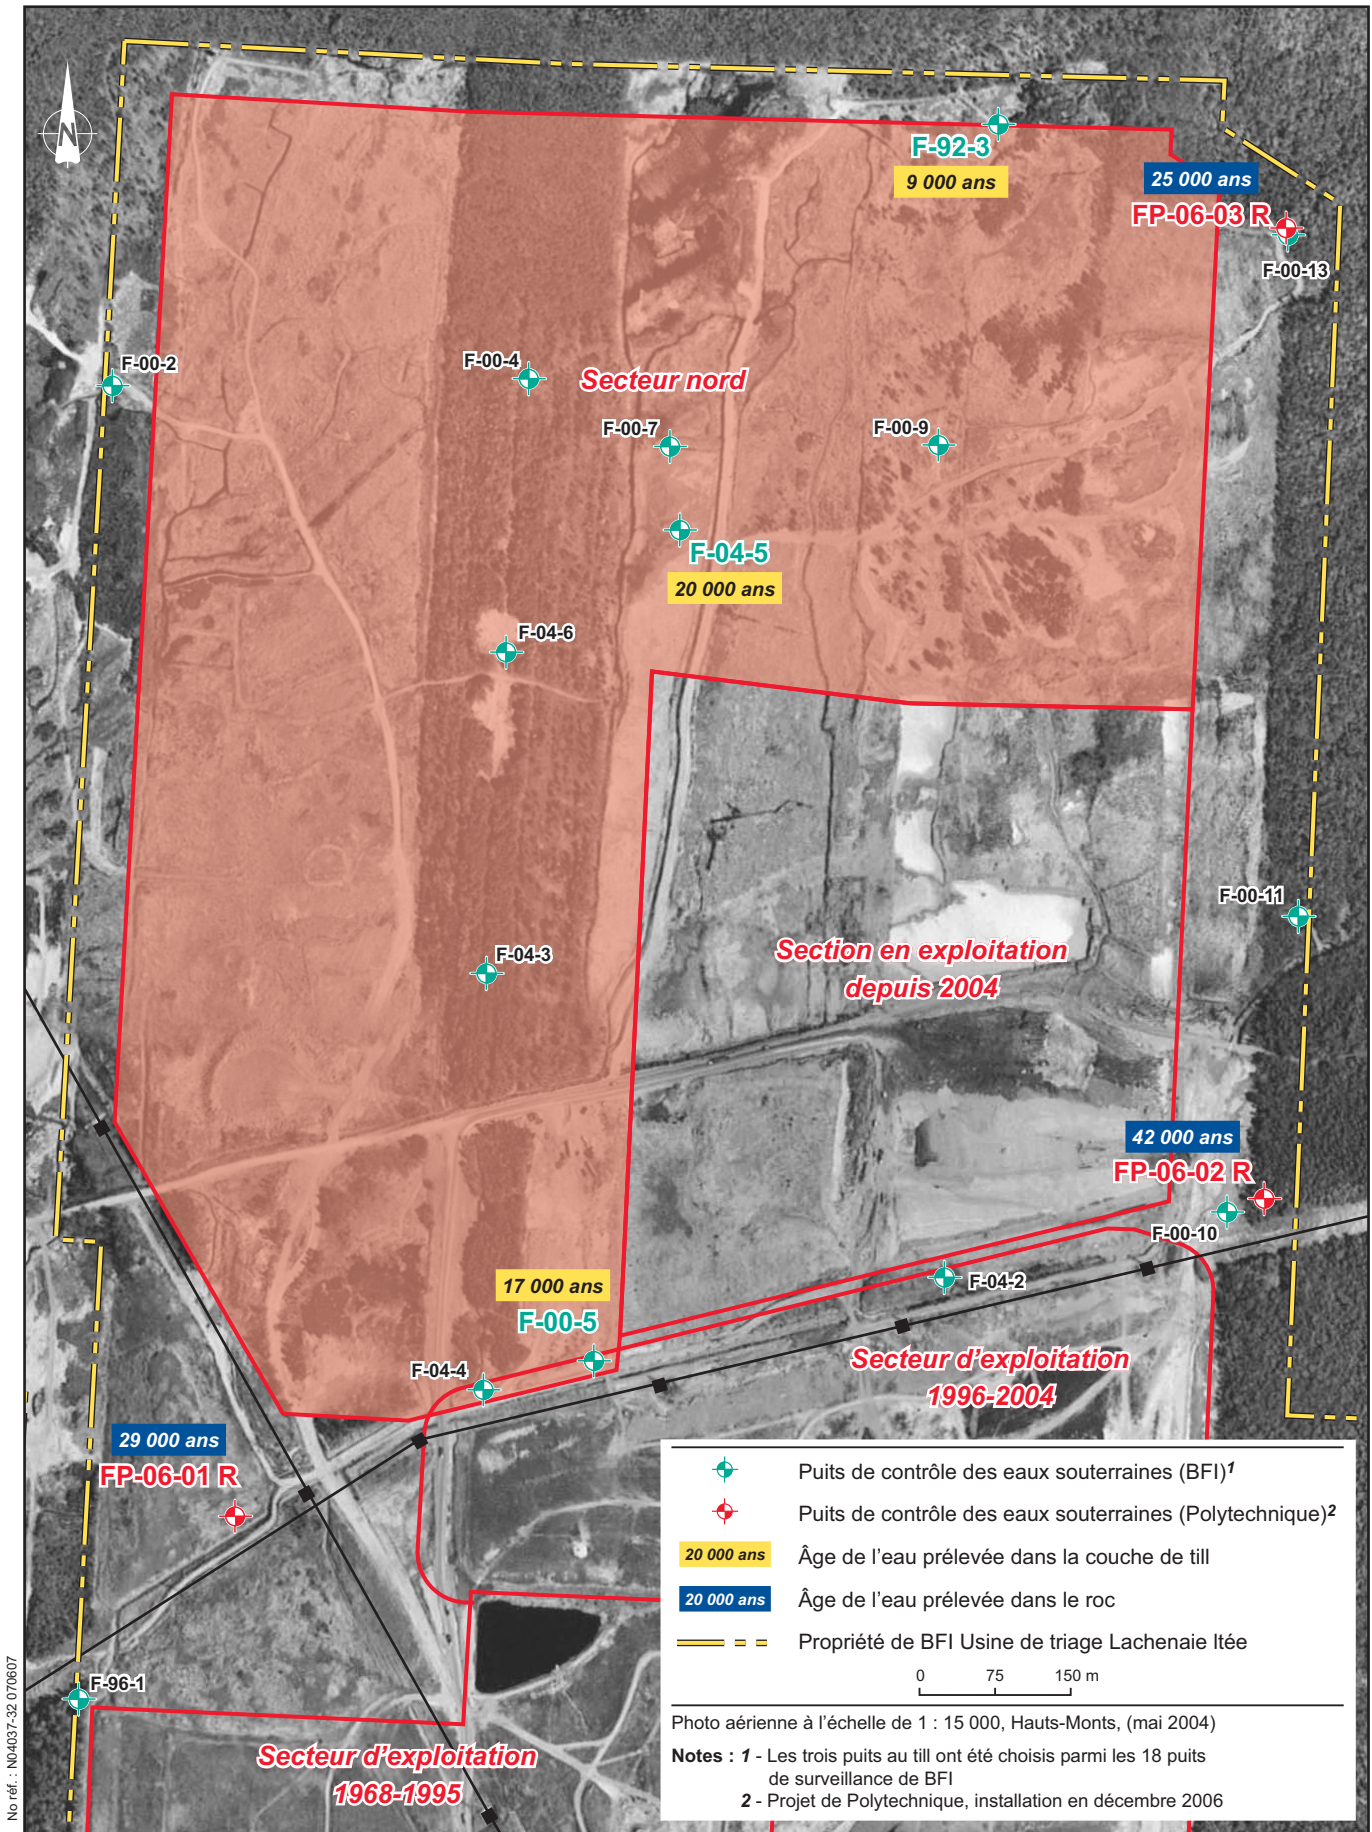 N
F-92-3
9 000 ans
25 000 ans
FP-06-03 R
F-00-13
F-00-2
F-00-4
Secteur nord
F-00-7
F-00-9
F-04-5
20 000 ans
F-04-6
F-00-11
Section en exploitation
depuis 2004
F-04-3
42 000 ans
FP-06-02 R
F-00-10
F-04-2
17 000 ans
F-00-5
Secteur d'exploitation
1996-2004
F-04-4
29 000 ans
FP-06-01 R
F-96-1
Secteur d'exploitation
1968-1995
Puits de contrôle des eaux souterraines (BFI)1
Puits de contrôle des eaux souterraines (Polytechnique)2
20 000 ans Âge de l'eau prélevée dans la couche de till
20 000 ans Âge de l'eau prélevée dans le roc
Propriété de BFI Usine de triage Lachenaie ltée
0 75 150 m
Photo aérienne à l'échelle de 1 : 15 000, Hauts-Monts, (mai 2004)
Notes : 1 - Les trois puits au till ont été choisis parmi les 18 puits
de surveillance de BFI
2 - Projet de Polytechnique, installation en décembre 2006
No réf. : N04037-32 070607